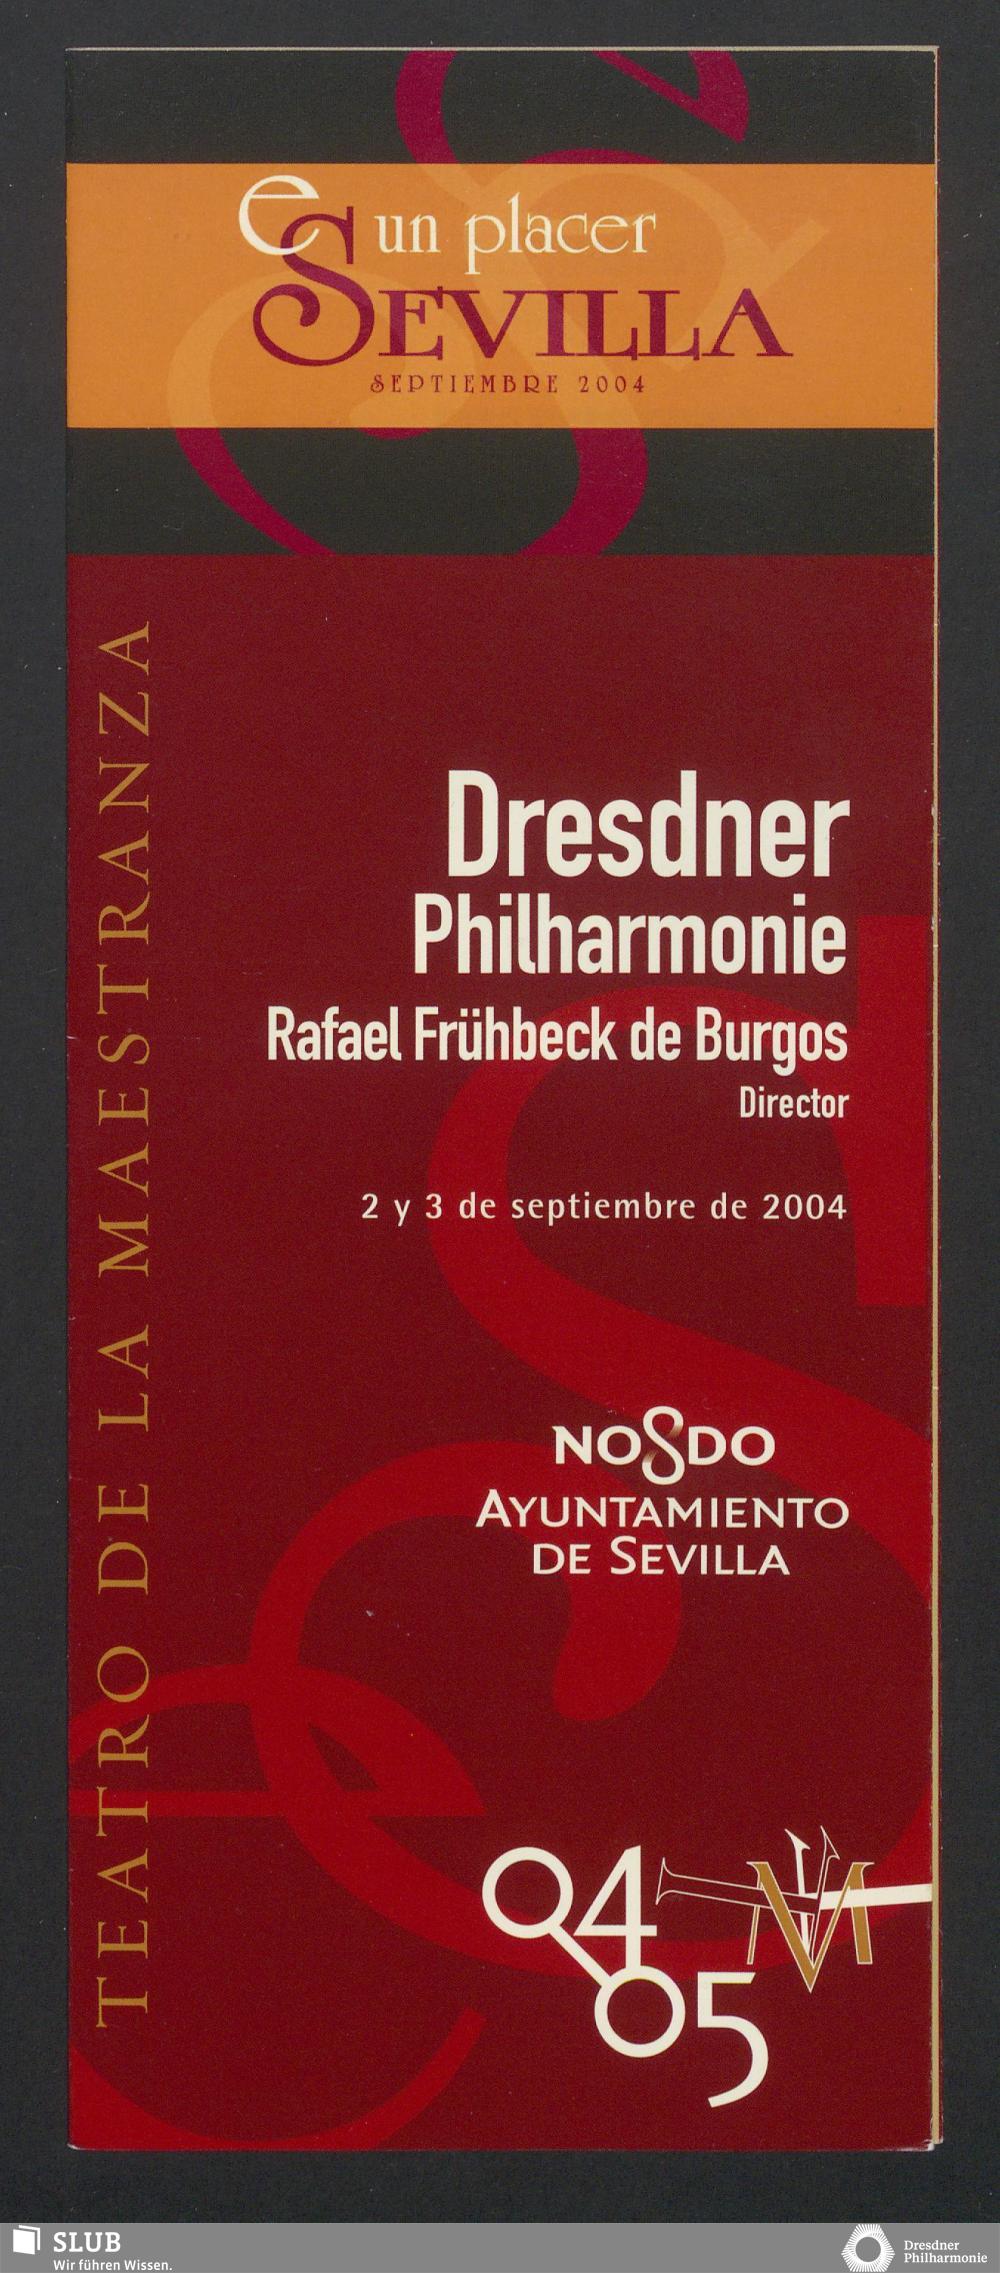 es un placer
SEVILLA
SEPTIEMBRE 2004
TEATRO DE LA MAESTRANZA
Dresdner
Philharmonie
Rafael Frühbeck de Burgos
Director
2 y 3 de septiembre de 2004
NO8DO
AYUNTAMIENTO
DE SEVILLA
04
05
M
SLUB
Wir führen Wissen.
Dresdner
Philharmonie